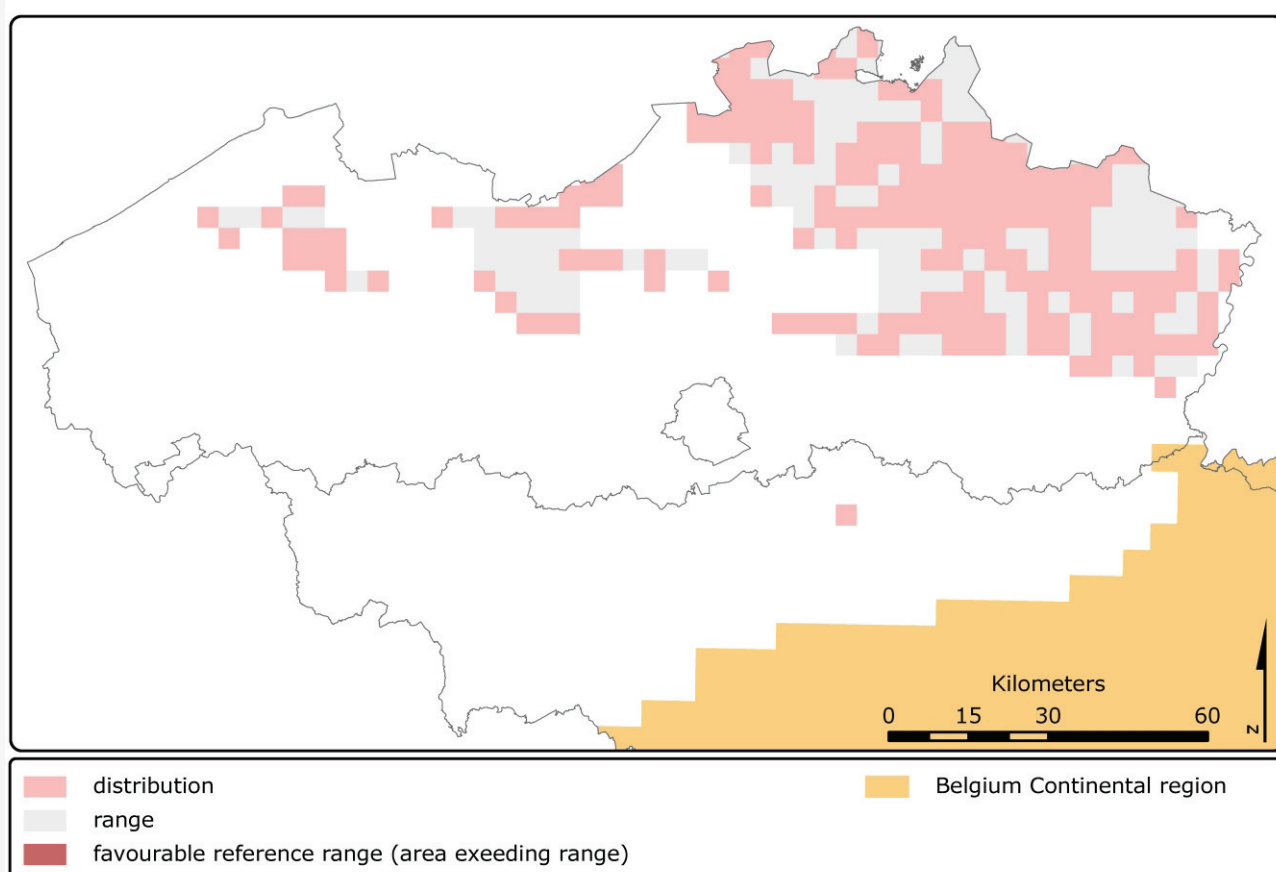 Kilometers
0 15 30 60
N
distribution
range
favourable reference range (area exeeding range)
Belgium Continental region